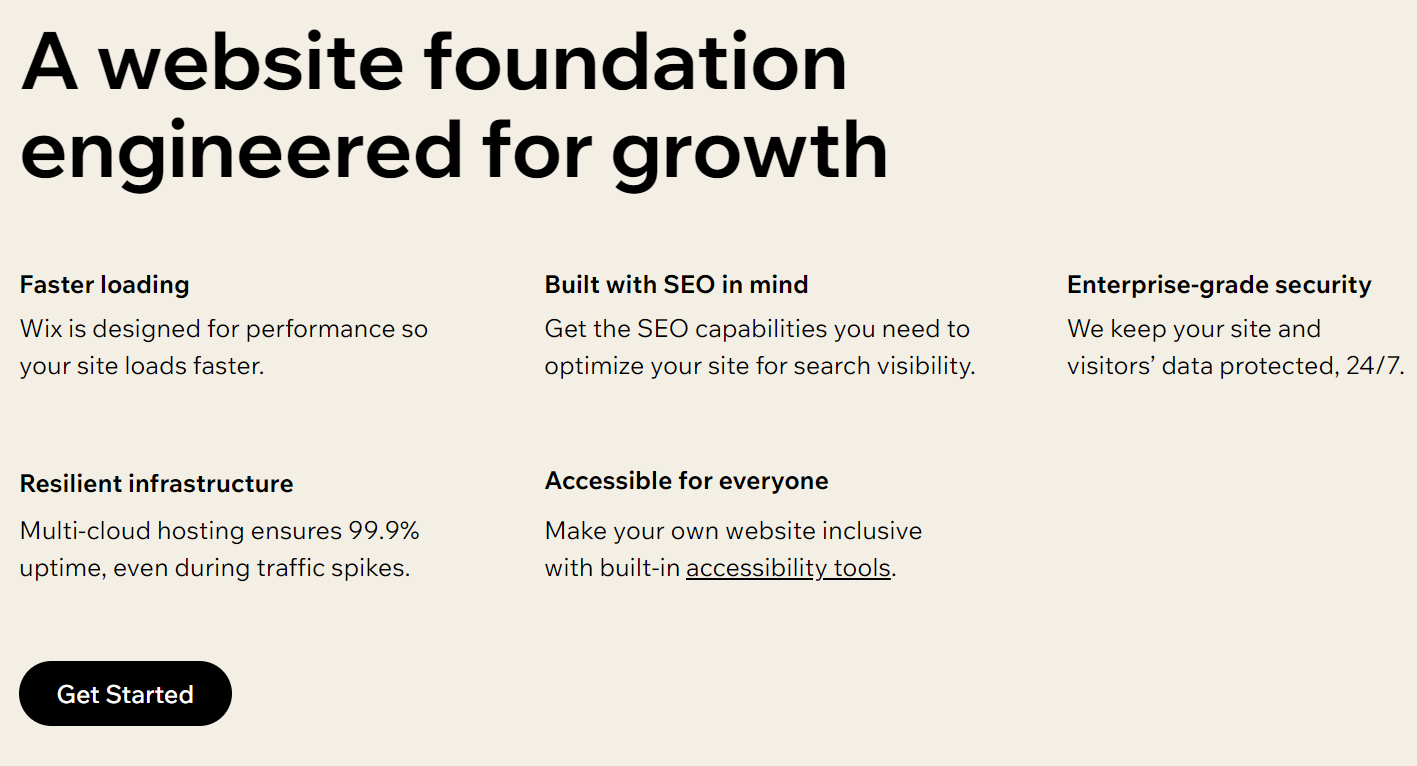 A website foundation
engineered for growth
Faster loading
Wix is designed for performance so
your site loads faster.
Built with SEO in mind
Get the SEO capabilities you need to
optimize your site for search visibility.
Enterprise-grade security
We keep your site and
visitors’ data protected, 24/7.
Resilient infrastructure
Multi-cloud hosting ensures 99.9%
uptime, even during traffic spikes.
Accessible for everyone
Make your own website inclusive
with built-in accessibility tools.
Get Started